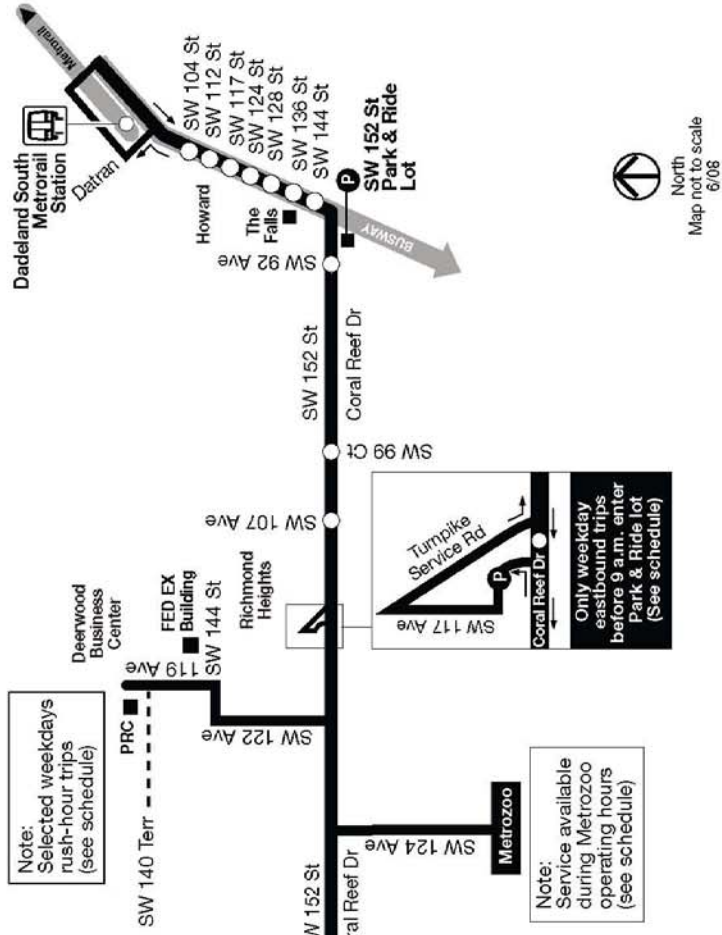 Metrorail
Dadeland South
Metrorail
Station
Datran
SW 104 St
SW 112 St
SW 117 St
SW 124 St
SW 128 St
SW 136 St
SW 144 St
P
SW 152 St
Park & Ride
Lot
Howard
The
Falls
BUSWAY
SW 92 Ave
SW 152 St
Coral Reef Dr
SW 99 Ct
SW 107 Ave
North
Map not to scale
6/08
Richmond
Heights
Turnpike
Service Rd
P
SW 117 Ave
Coral Reef Dr
Only weekday
eastbound trips
before 9 a.m. enter
Park & Ride lot
(See schedule)
Deerwood
Business
Center
FED EX
Building
SW 144 St
119 Ave
PRC
SW 122 Ave
Note:
Selected weekdays
rush-hour trips
(see schedule)
SW 140 Terr
W 152 St
ral Reef Dr
SW 124 Ave
Metrozoo
Note:
Service available
during Metrozoo
operating hours
(see schedule)